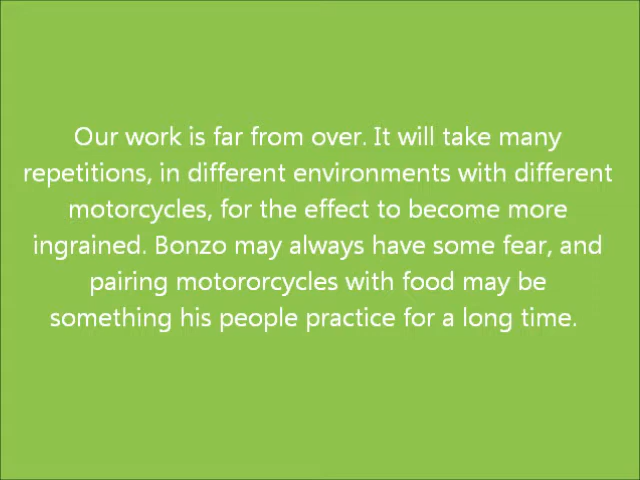 Our work is far from over. It will take many
repetitions, in different environments with different
motorcycles, for the effect to become more
ingrained. Bonzo may always have some fear, and
pairing motororcycles with food may be
something his people practice for a long time.